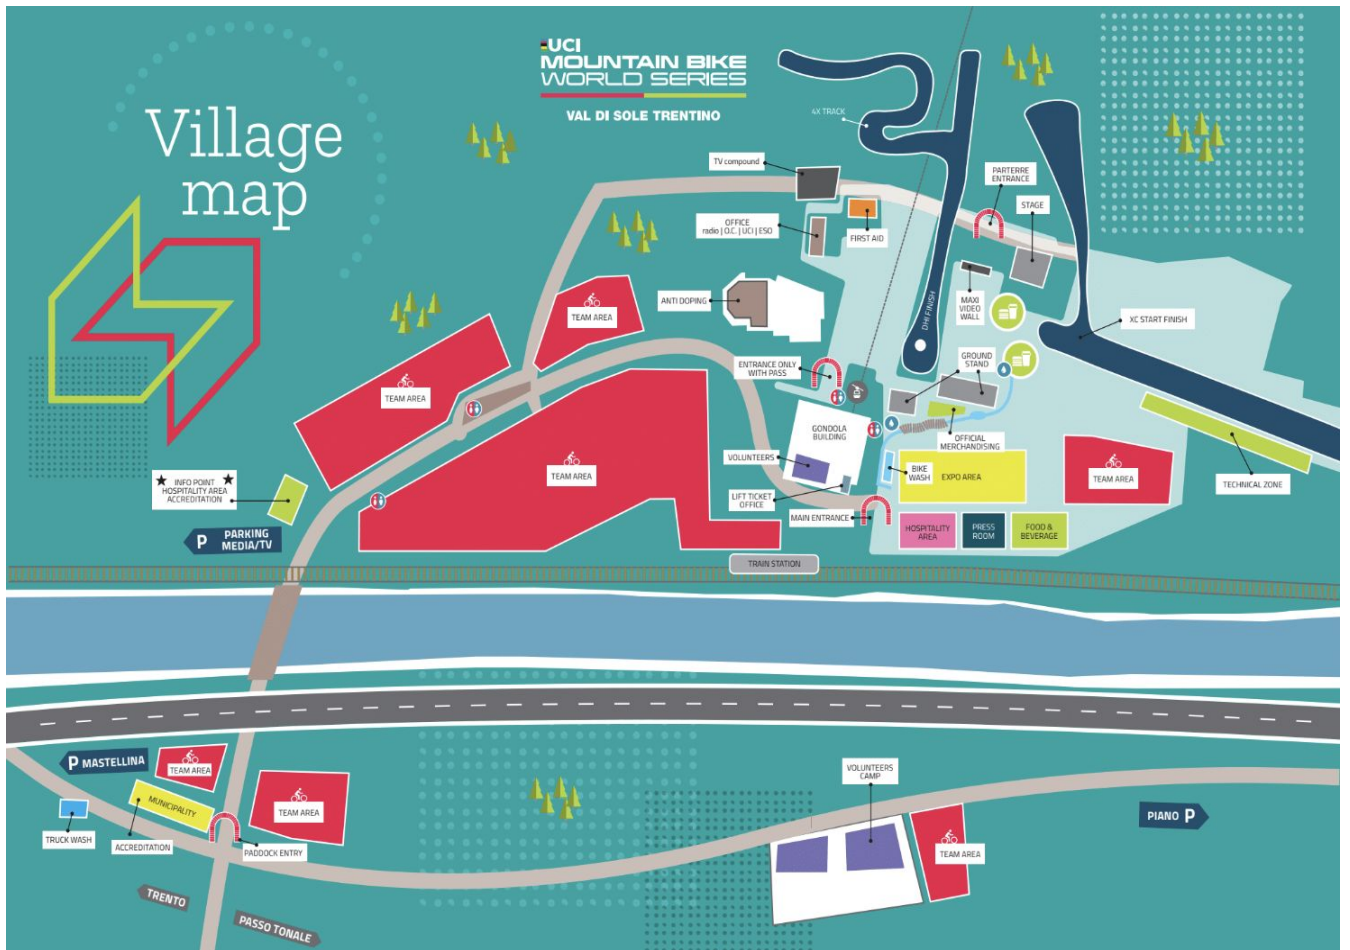 Village
map
UCI
MOUNTAIN BIKE
WORLD SERIES
VAL DI SOLE TRENTINO
4X TRACK
TV compound
PARTERRE
ENTRANCE
STAGE
OFFICE
radio | O.C. | UCI | ESO
FIRST AID
ANTI DOPING
TEAM AREA
DHI FINISH
MAXI
VIDEO
WALL
XC START FINISH
ENTRANCE ONLY
WITH PASS
GROUND
STAND
TEAM AREA
GONDOLA
BUILDING
OFFICIAL
MERCHANDISING
VOLUNTEERS
BIKE
WASH
EXPO AREA
TEAM AREA
TEAM AREA
TECHNICAL ZONE
INFO POINT
HOSPITALITY AREA
ACCREDITATION
LIFT TICKET
OFFICE
MAIN ENTRANCE
HOSPITALITY
AREA
PRESS
ROOM
FOOD &
BEVERAGE
P PARKING
MEDIA/TV
TRAIN STATION
P MASTELLINA
TEAM AREA
MUNICIPALITY
TEAM AREA
VOLUNTEERS
CAMP
PIANO P
TRUCK WASH
ACCREDITATION
PADDOCK ENTRY
TEAM AREA
TRENTO
PASSO TONALE